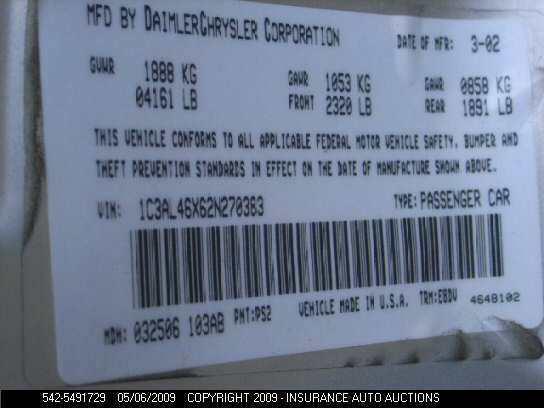 MFD BY DAIMLERCHRYSLER CORPORATION DATE OF MFR: 3-02
GVWR 1888 KG GAWR 1053 KG GAWR 0858 KG
04161 LB FRONT 2320 LB REAR 1891 LB
THIS VEHICLE CONFORMS TO ALL APPLICABLE FEDERAL MOTOR VEHICLE SAFETY, BUMPER AND
THEFT PREVENTION STANDARDS IN EFFECT ON THE DATE OF MANUFACTURE SHOWN ABOVE.
VIN: 1C3AL46X62N270363 TYPE: PASSENGER CAR
MDH: 032506 103AB PNT: PS2 VEHICLE MADE IN U.S.A. TRM: EBDV 4648102
542-5491729 05/06/2009 COPYRIGHT 2009 - INSURANCE AUTO AUCTIONS